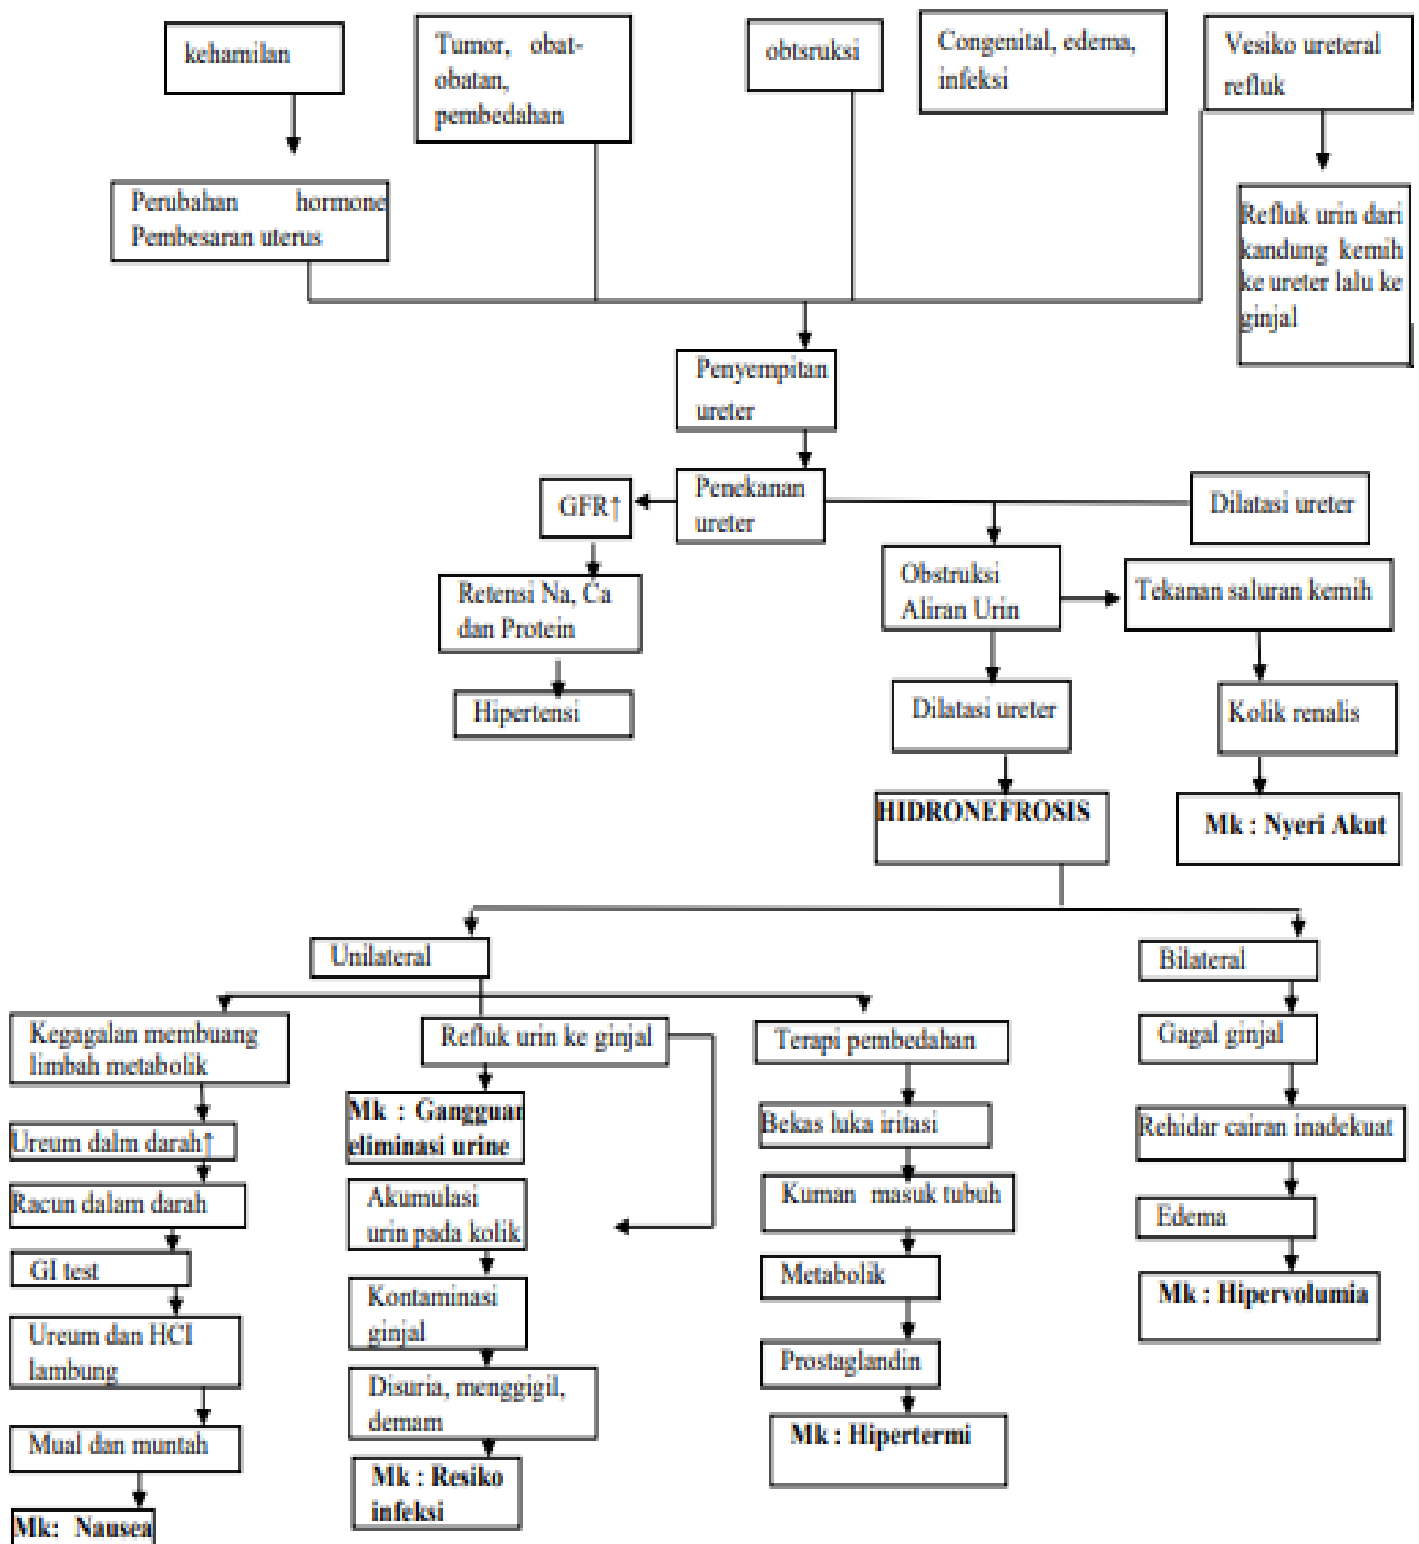 kehamilan
Tumor, obat-
obatan,
pembedahan
obtsruksi
Congenital, edema,
infeksi
Vesiko ureteral
refluk
Perubahan hormone
Pembesaran uterus
Refluk urin dari
kandung kemih
ke ureter lalu ke
ginjal
Penyempitan
ureter
GFR↑
Penekanan
ureter
Dilatasi ureter
Retensi Na, Ca
dan Protein
Obstruksi
Aliran Urin
Tekanan saluran kemih
Hipertensi
Dilatasi ureter
Kolik renalis
HIDRONEFROSIS
Mk : Nyeri Akut
Unilateral
Bilateral
Kegagalan membuang
limbah metabolik
Refluk urin ke ginjal
Terapi pembedahan
Gagal ginjal
Ureum dalm darah↑
Mk : Gangguar
eliminasi urine
Bekas luka iritasi
Rehidar cairan inadekuat
Racun dalam darah
Akumulasi
urin pada kolik
Kuman masuk tubuh
Edema
GI test
Kontaminasi
ginjal
Metabolik
Mk : Hipervolumia
Ureum dan HCI
lambung
Disuria, menggigil,
demam
Prostaglandin
Mual dan muntah
Mk : Resiko
infeksi
Mk : Hipertermi
Mk: Nausea